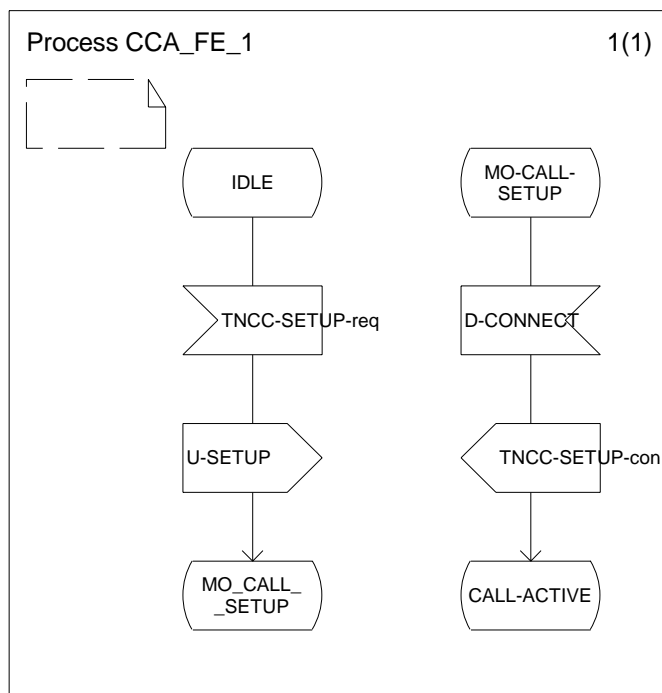 Process CCA_FE_1
1(1)
IDLE
MO-CALL-
SETUP
TNCC-SETUP-req
D-CONNECT
U-SETUP
TNCC-SETUP-con
MO_CALL_
_SETUP
CALL-ACTIVE